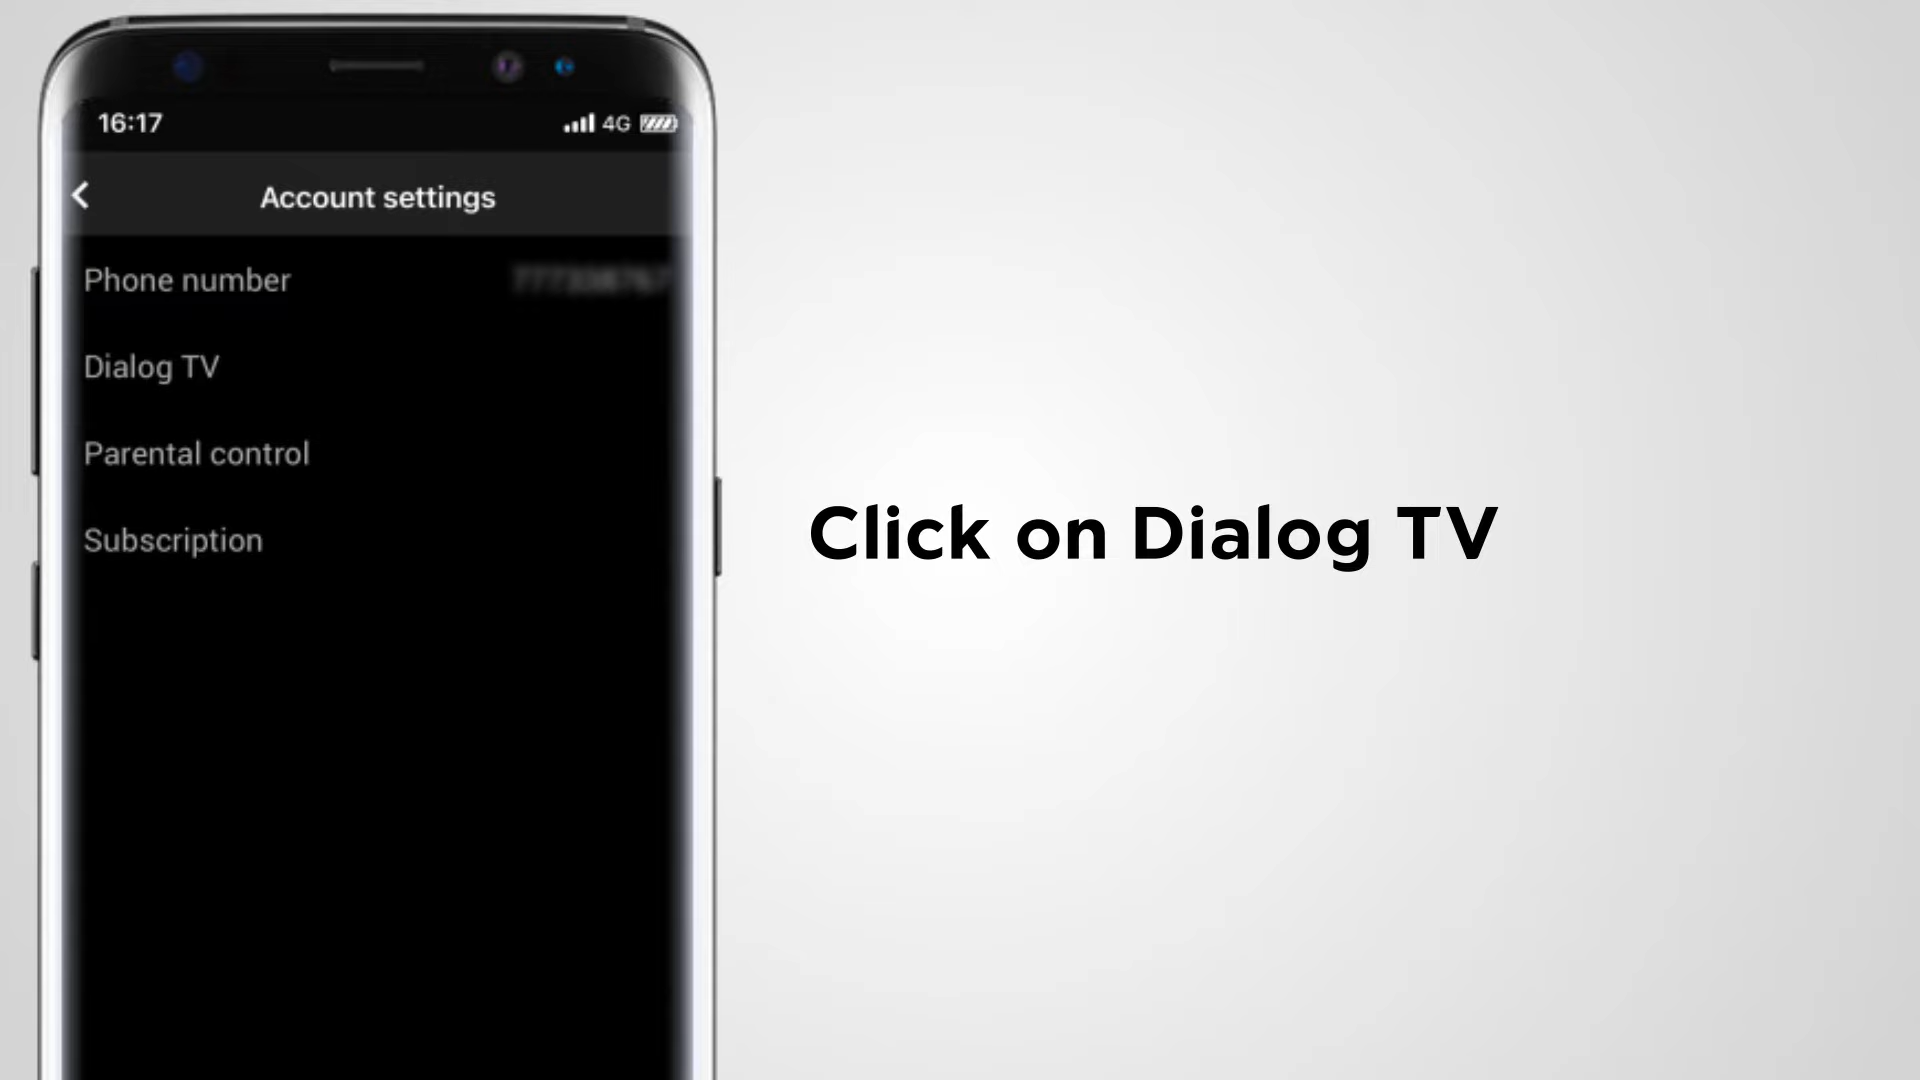 16:17
4G
Account settings
Phone number
Dialog TV
Parental control
Subscription
Click on Dialog TV